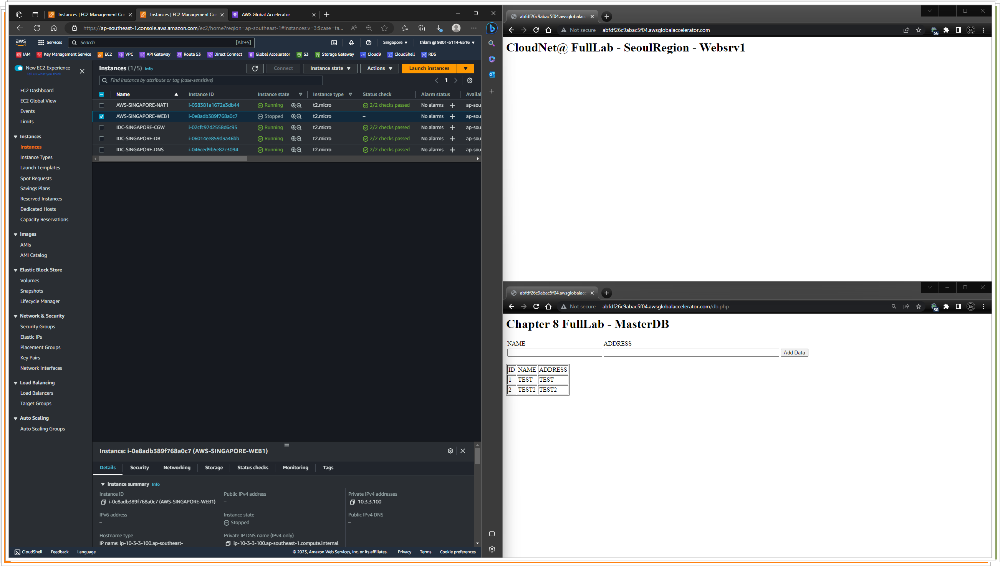 Instances | EC2 Management Co
Instances | EC2 Management Co
AWS Global Accelerator
https://ap-southeast-1.console.aws.amazon.com/ec2/home?region=ap-southeast-1#Instances:v=3;$case=ta...
aws
Services
Search
[Alt+S]
Singapore
thkim @ 9801-5114-6516
IAM
Key Management Service
EC2
VPC
API Gateway
Route 53
Direct Connect
Global Accelerator
S3
Storage Gateway
Cloud9
CloudShell
RDS
New EC2 Experience
Tell us what you think
EC2 Dashboard
EC2 Global View
Events
Limits
Instances
Instances
Instance Types
Launch Templates
Spot Requests
Savings Plans
Reserved Instances
Dedicated Hosts
Capacity Reservations
Images
AMIs
AMI Catalog
Elastic Block Store
Volumes
Snapshots
Lifecycle Manager
Network & Security
Security Groups
Elastic IPs
Placement Groups
Key Pairs
Network Interfaces
Load Balancing
Load Balancers
Target Groups
Auto Scaling
Auto Scaling Groups
Instances (1/5) Info
Connect
Instance state
Actions
Launch instances
Find instance by attribute or tag (case-sensitive)
1
Name Instance ID Instance state Instance type Status check Alarm status Availal
AWS-SINGAPORE-NAT1 i-038381a1672e3db44 Running t2.micro 2/2 checks passed No alarms + ap-sou
AWS-SINGAPORE-WEB1 i-0e8adb389f768a0c7 Stopped t2.micro – No alarms + ap-sou
IDC-SINGAPORE-CGW i-02cfc97d2558d6c95 Running t2.micro 2/2 checks passed No alarms + ap-sou
IDC-SINGAPORE-DB i-06014ee859d3a46bb Running t2.micro 2/2 checks passed No alarms + ap-sou
IDC-SINGAPORE-DNS i-046ced9b5e82c3094 Running t2.micro 2/2 checks passed No alarms + ap-sou
Instance: i-0e8adb389f768a0c7 (AWS-SINGAPORE-WEB1)
Details Security Networking Storage Status checks Monitoring Tags
Instance summary Info
Instance ID
i-0e8adb389f768a0c7 (AWS-SINGAPORE-WEB1)
Public IPv4 address
–
Private IPv4 addresses
10.3.3.100
IPv6 address
–
Instance state
Stopped
Public IPv4 DNS
–
Hostname type
IP name: ip-10-3-3-100.ap-southeast-
Private IP DNS name (IPv4 only)
ip-10-3-3-100.ap-southeast-1.compute.internal
CloudShell Feedback Language
© 2023, Amazon Web Services, Inc. or its affiliates. Privacy Terms Cookie preferences
abfdf26c9abac5f04.awsglobalacc
Not secure abfdf26c9abac5f04.awsglobalaccelerator.com
SG
CloudNet@ FullLab - SeoulRegion - Websrv1
abfdf26c9abac5f04.awsglobalacc
Not secure abfdf26c9abac5f04.awsglobalaccelerator.com/db.php
SG
Chapter 8 FullLab - MasterDB
NAME ADDRESS
Add Data
ID NAME ADDRESS
1 TEST TEST
2 TEST2 TEST2